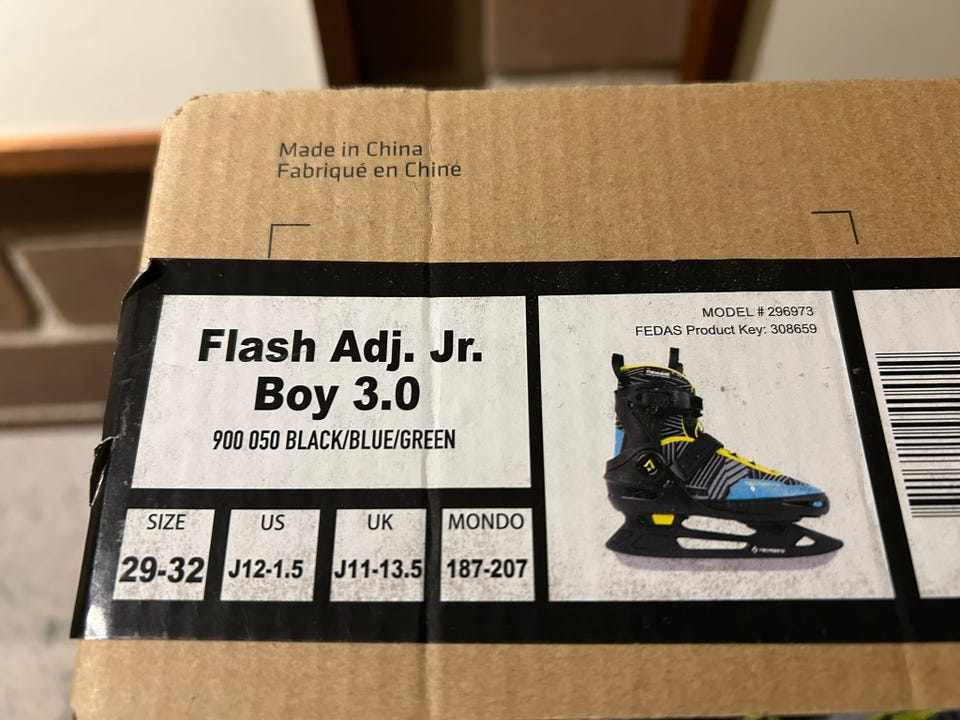 Made in China
Fabriqué en Chine
Flash Adj. Jr.
Boy 3.0
900 050 BLACK/BLUE/GREEN
SIZE
29-32
US
J12-1.5
UK
J11-13.5
MONDO
187-207
MODEL # 296973
FEDAS Product Key: 308659